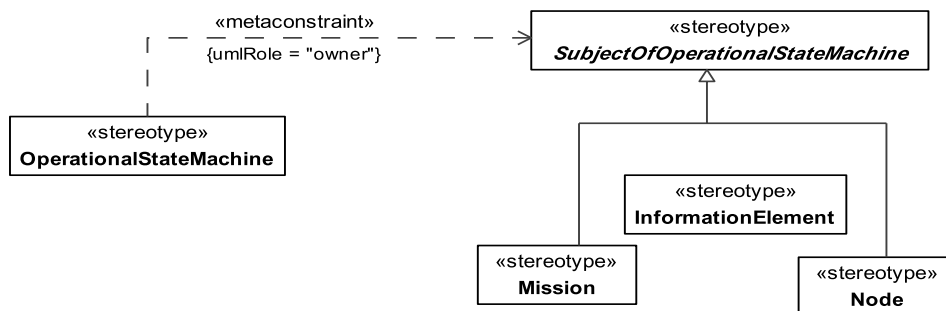 «metaconstraint»
{umlRole = "owner"}
«stereotype»
SubjectOfOperationalStateMachine
«stereotype»
OperationalStateMachine
«stereotype»
InformationElement
«stereotype»
Mission
«stereotype»
Node